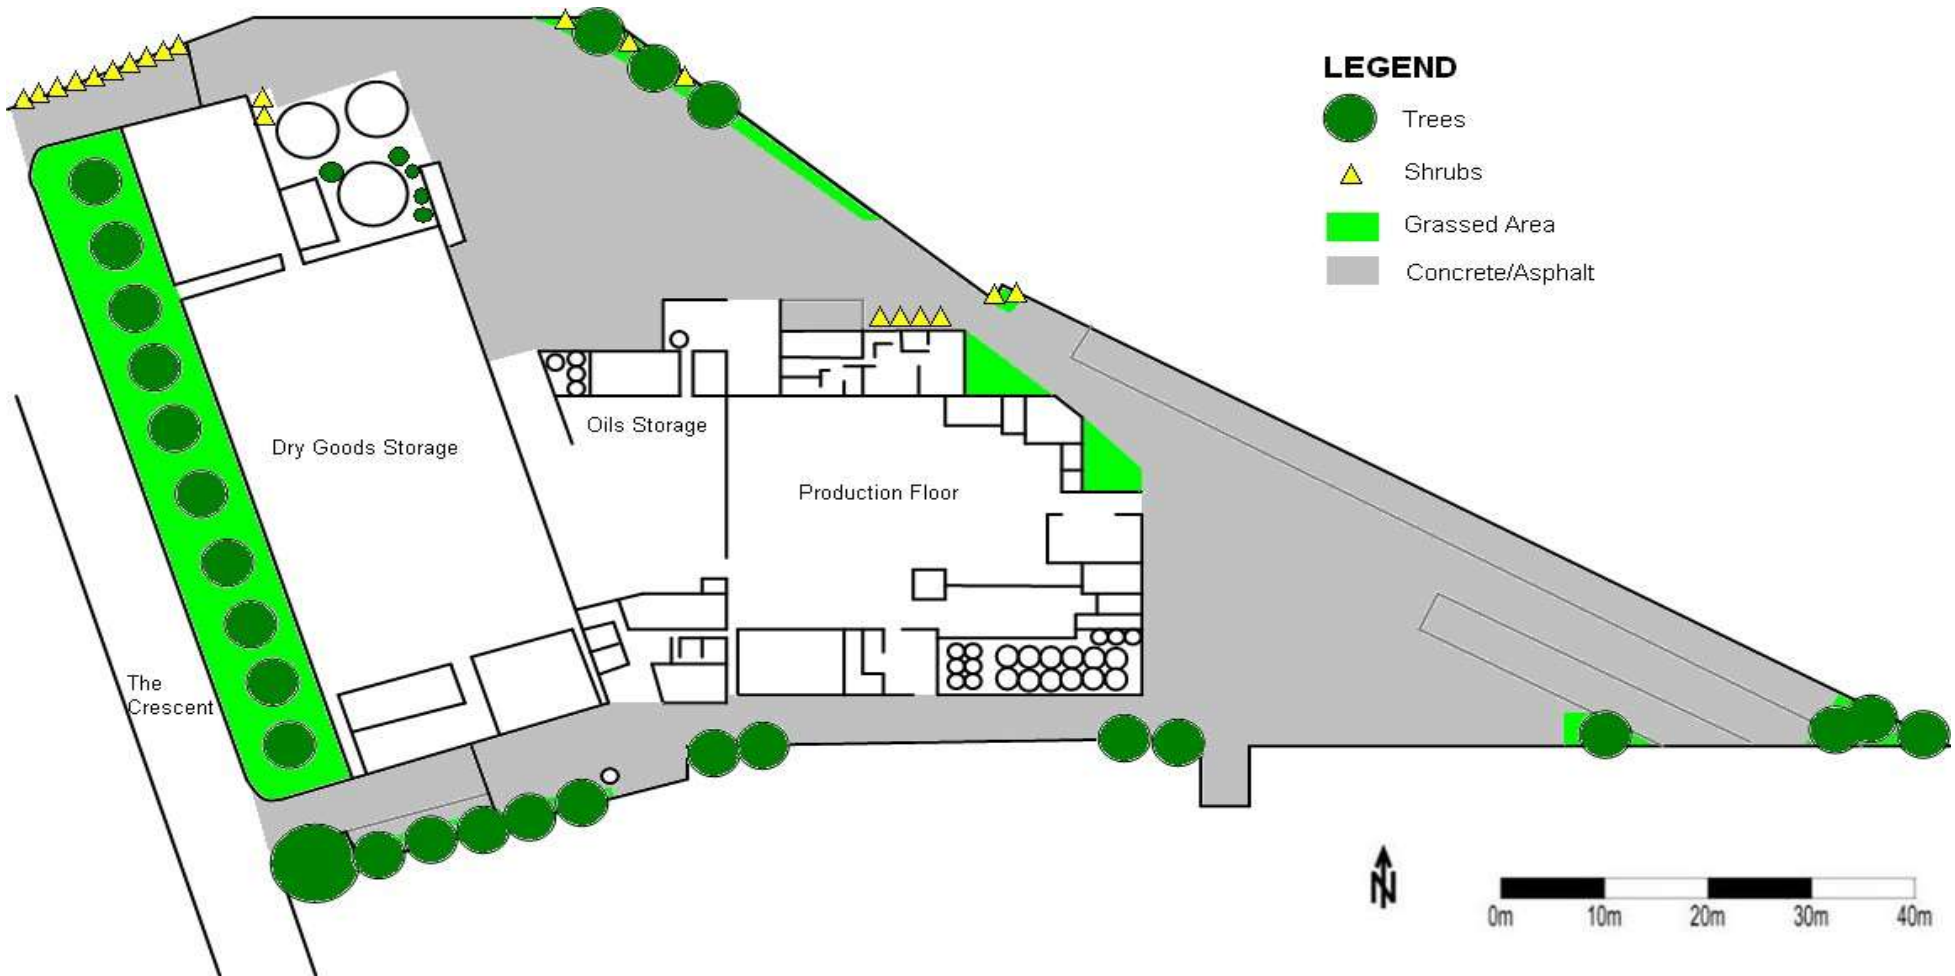 LEGEND
Trees
Shrubs
Grassed Area
Concrete/Asphalt
Oils Storage
Dry Goods Storage
Production Floor
The
Crescent
N
0m 10m 20m 30m 40m